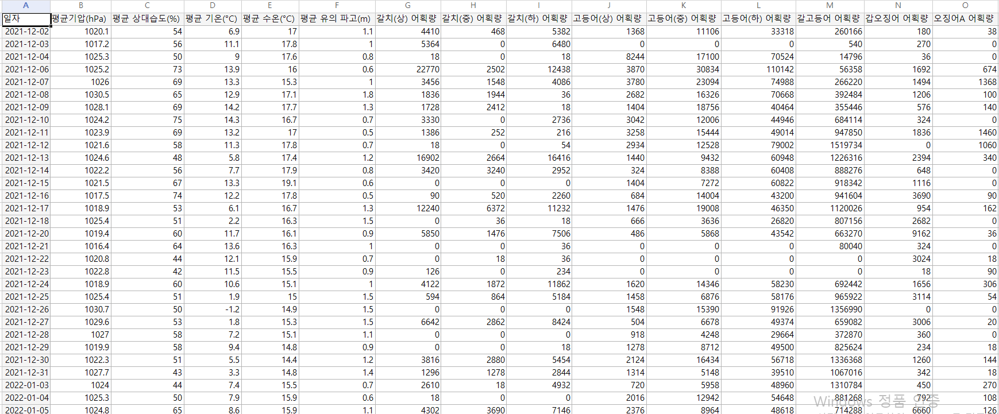 A B C D E F G H I J K L M N O
일자 평균기압(hPa) 평균 상대습도(%) 평균 기온(°C) 평균 수온(°C) 평균 유의 파고(m) 갈치(상) 어획량 갈치(중) 어획량 갈치(하) 어획량 고등어(상) 어획량 고등어(중) 어획량 고등어(하) 어획량 갈고등어 어획량 갑오징어 어획량 오징어A 어획량
2021-12-02 1020.1 54 6.9 17 1.1 4410 468 5382 1368 11106 33318 260166 180 38
2021-12-03 1017.2 56 11.1 17.8 1 5364 0 6480 0 0 0 540 270 0
2021-12-04 1025.3 50 9 17.6 0.8 18 0 18 8244 17100 70524 14796 36 0
2021-12-06 1025.2 73 13.9 16 0.6 22770 2502 12438 3870 30834 110142 56358 1692 674
2021-12-07 1026 69 13.3 15.3 1 3456 1548 4086 3780 23094 74988 266220 1494 1368
2021-12-08 1030.5 65 12.9 17.1 1.8 1836 1944 36 2682 16326 70668 392484 1206 100
2021-12-09 1028.1 69 14.2 17.7 1.3 1728 2412 18 1404 18756 40464 355446 576 140
2021-12-10 1024.2 75 14.3 16.7 0.7 3330 0 2736 3042 12006 44946 684114 324 0
2021-12-11 1023.9 69 13.2 17 0.5 1386 252 216 3258 15444 49014 947850 1836 1460
2021-12-12 1021.6 58 11.3 17.8 0.7 18 0 54 2934 12528 79002 1519734 0 1060
2021-12-13 1024.6 48 5.8 17.4 1.2 16902 2664 16416 1440 9432 60948 1226316 2394 340
2021-12-14 1022.2 56 7.7 17.9 0.8 3420 3240 2952 324 8388 60408 888276 648 0
2021-12-15 1021.5 67 13.3 19.1 0.6 0 0 0 1404 7272 60822 918342 1116 0
2021-12-16 1017.5 74 12.2 17.8 0.5 90 520 2260 684 14004 43200 941604 3690 90
2021-12-17 1018.9 53 6.1 16.7 1.3 12240 6372 11232 1476 19008 46350 1120026 954 162
2021-12-18 1025.4 51 2.2 16.3 1.5 0 36 18 666 3636 26820 807156 2682 0
2021-12-20 1019.4 60 11.7 16.1 0.9 5850 1476 7506 486 5868 43542 663270 9162 36
2021-12-21 1016.4 64 13.6 16.3 1 0 0 36 0 0 0 80040 324 0
2021-12-22 1020.8 44 12.1 15.9 0.7 0 18 36 0 0 0 0 3024 18
2021-12-23 1022.8 42 11.5 15.5 0.9 126 0 234 0 0 0 0 18 90
2021-12-24 1018.9 60 10.6 15.1 1 4122 1872 11862 1620 14346 58230 692442 1656 306
2021-12-25 1025.4 51 1.9 15 1.5 594 864 5184 1458 6876 58176 965922 3114 54
2021-12-26 1030.7 50 -1.2 14.9 1.5 0 0 0 1548 15390 91926 1356990 0 0
2021-12-27 1029.6 53 1.8 15.3 1.5 6642 2862 8424 504 6678 49374 659082 3006 20
2021-12-28 1027 58 7.2 15.1 1.1 0 0 0 918 4248 29664 372870 360 0
2021-12-29 1019.9 58 9.4 14.8 0.9 0 0 18 1278 8712 49500 825624 234 18
2021-12-30 1022.3 51 5.5 14.4 1.2 3816 2880 5454 2124 16434 56718 1336368 1260 144
2021-12-31 1027.7 43 3.3 14.8 1.4 1296 1278 2844 1314 5148 39510 1067016 342 18
2022-01-03 1024 44 7.4 15.5 0.7 2610 18 4932 720 5958 48960 1310784 450 270
2022-01-04 1025.3 50 7.9 15.9 0.6 18 0 0 2016 12942 54648 881268 792 108
Windows 정품 인증
2022-01-05 1024.8 65 8.6 15.9 1.1 4302 3690 7146 2376 8964 48618 714288 6660 126